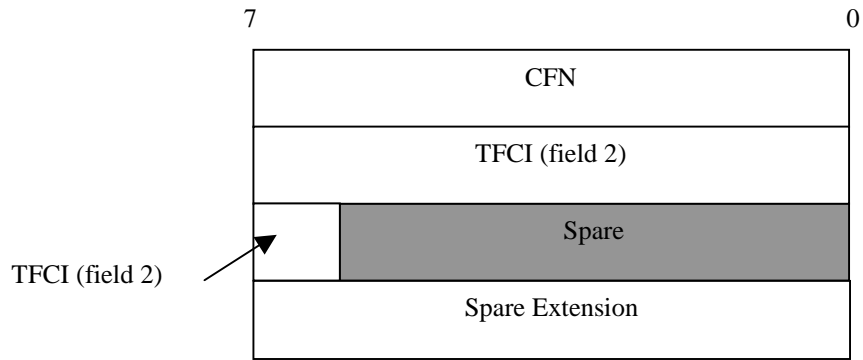 7 0
CFN
TFCI (field 2)
Spare
TFCI (field 2)
Spare Extension